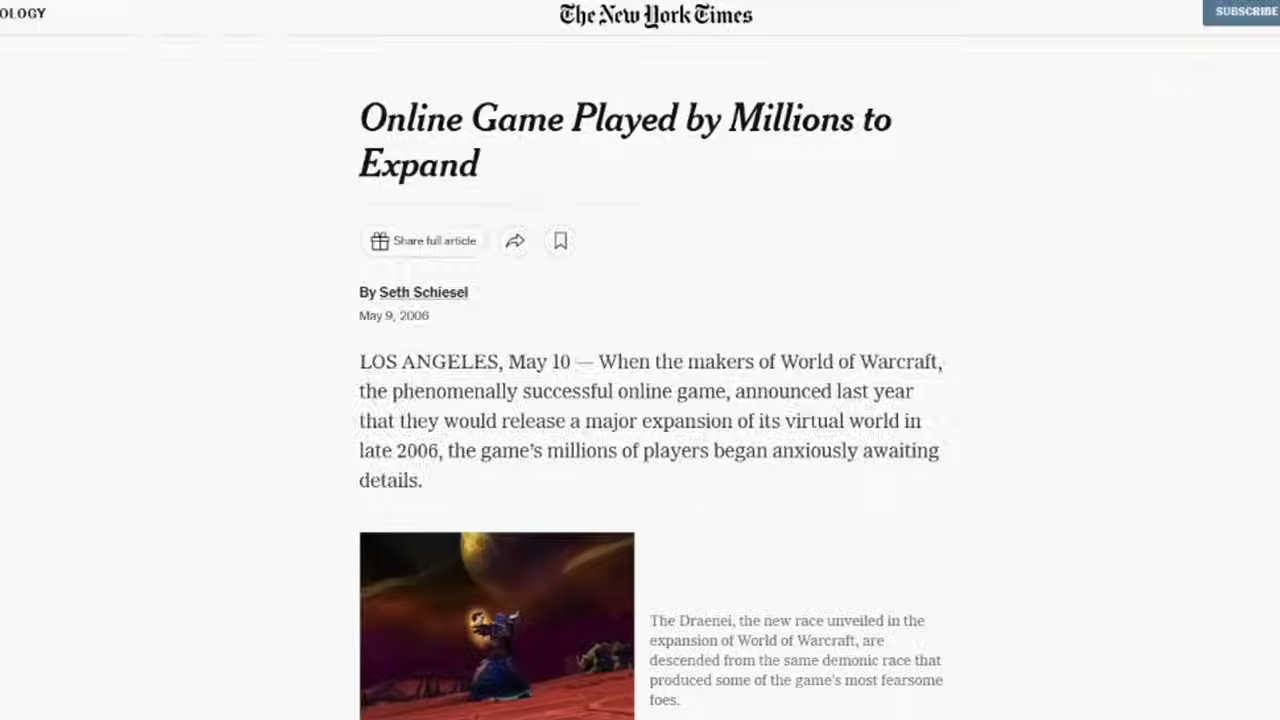 OLOGY
The New York Times
SUBSCRIBE
Online Game Played by Millions to
Expand
Share full article
By Seth Schiesel
May 9, 2006
LOS ANGELES, May 10 — When the makers of World of Warcraft,
the phenomenally successful online game, announced last year
that they would release a major expansion of its virtual world in
late 2006, the game's millions of players began anxiously awaiting
details.
The Draenei, the new race unveiled in the
expansion of World of Warcraft, are
descended from the same demonic race that
produced some of the game's most fearsome
foes.